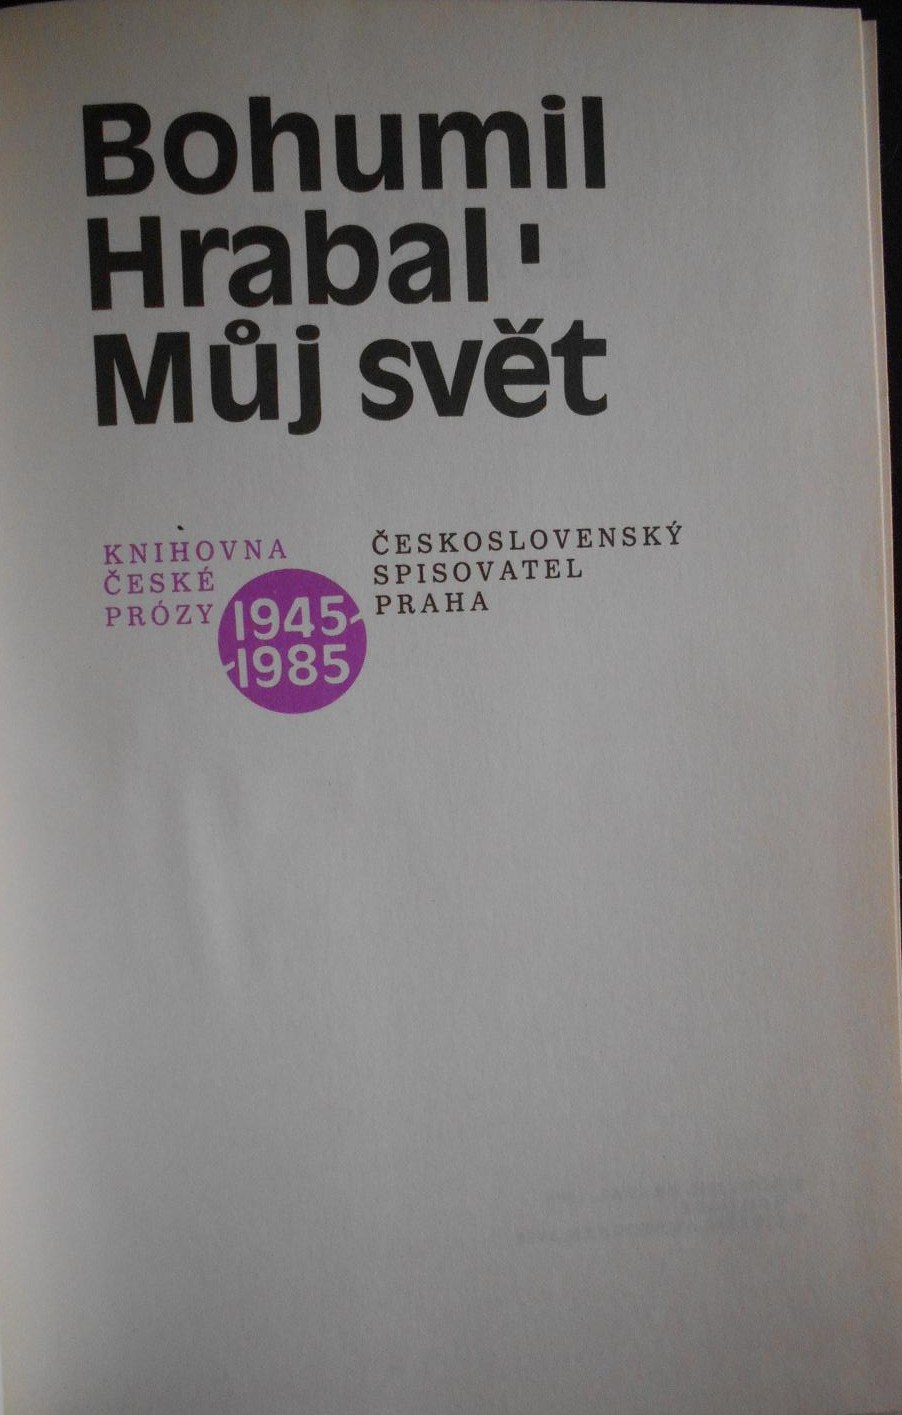 Bohumil
Hrabal ·
Můj svět
KNIHOVNA
ČESKÉ
PRÓZY
1945-
-1985
ČESKOSLOVENSKÝ
SPISOVATEL
PRAHA